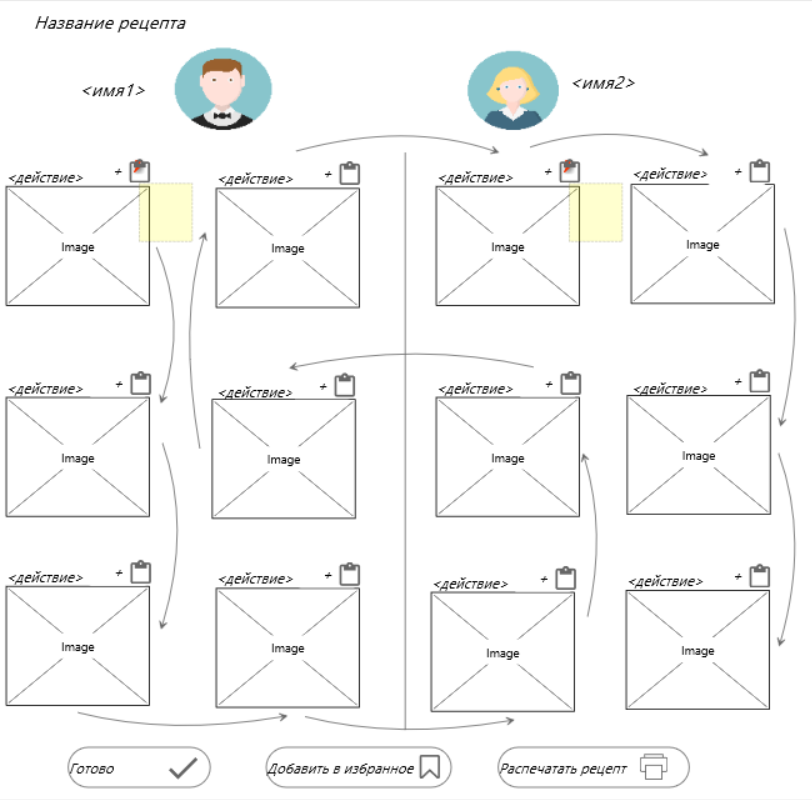 Название рецепта
<имя1>
<имя2>
<действие> +
<действие> +
<действие> +
<действие> +
Image
Image
Image
Image
<действие> +
<действие> +
<действие> +
<действие> +
Image
Image
Image
Image
<действие> +
<действие> +
<действие> +
<действие> +
Image
Image
Image
Image
Готово
Добавить в избранное
Распечатать рецепт